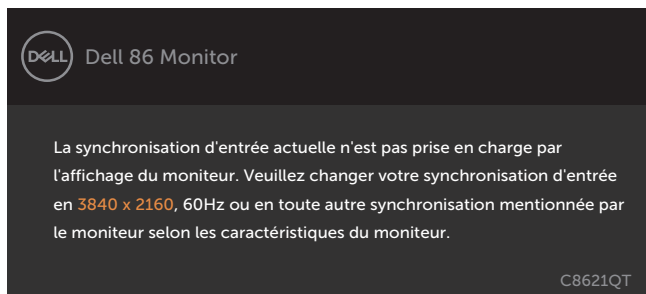 DELL
Dell 86 Monitor
La synchronisation d'entrée actuelle n'est pas prise en charge par
l'affichage du moniteur. Veuillez changer votre synchronisation d'entrée
en 3840 x 2160, 60Hz ou en toute autre synchronisation mentionnée par
le moniteur selon les caractéristiques du moniteur.
C8621QT